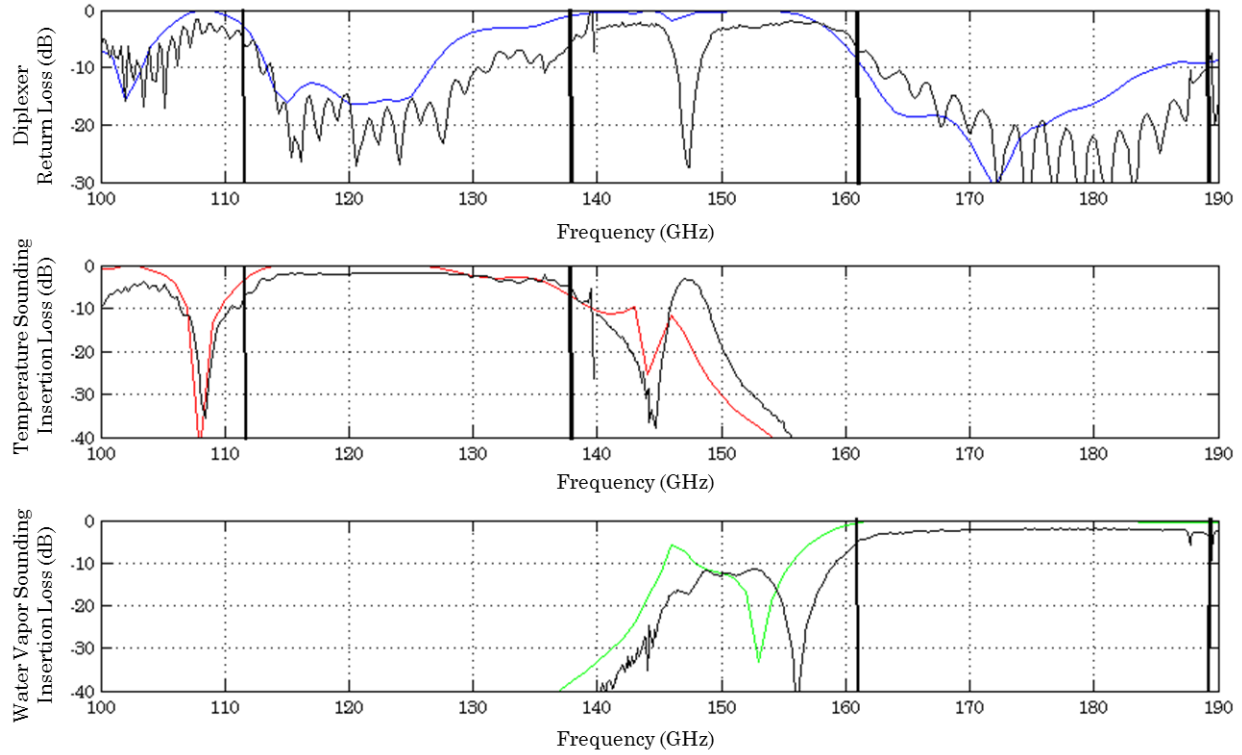 Diplexer
Return Loss (dB)
0
-10
-20
-30
100 110 120 130 140 150 160 170 180 190
Frequency (GHz)
Temperature Sounding
Insertion Loss (dB)
0
-10
-20
-30
-40
100 110 120 130 140 150 160 170 180 190
Frequency (GHz)
Water Vapor Sounding
Insertion Loss (dB)
0
-10
-20
-30
-40
100 110 120 130 140 150 160 170 180 190
Frequency (GHz)